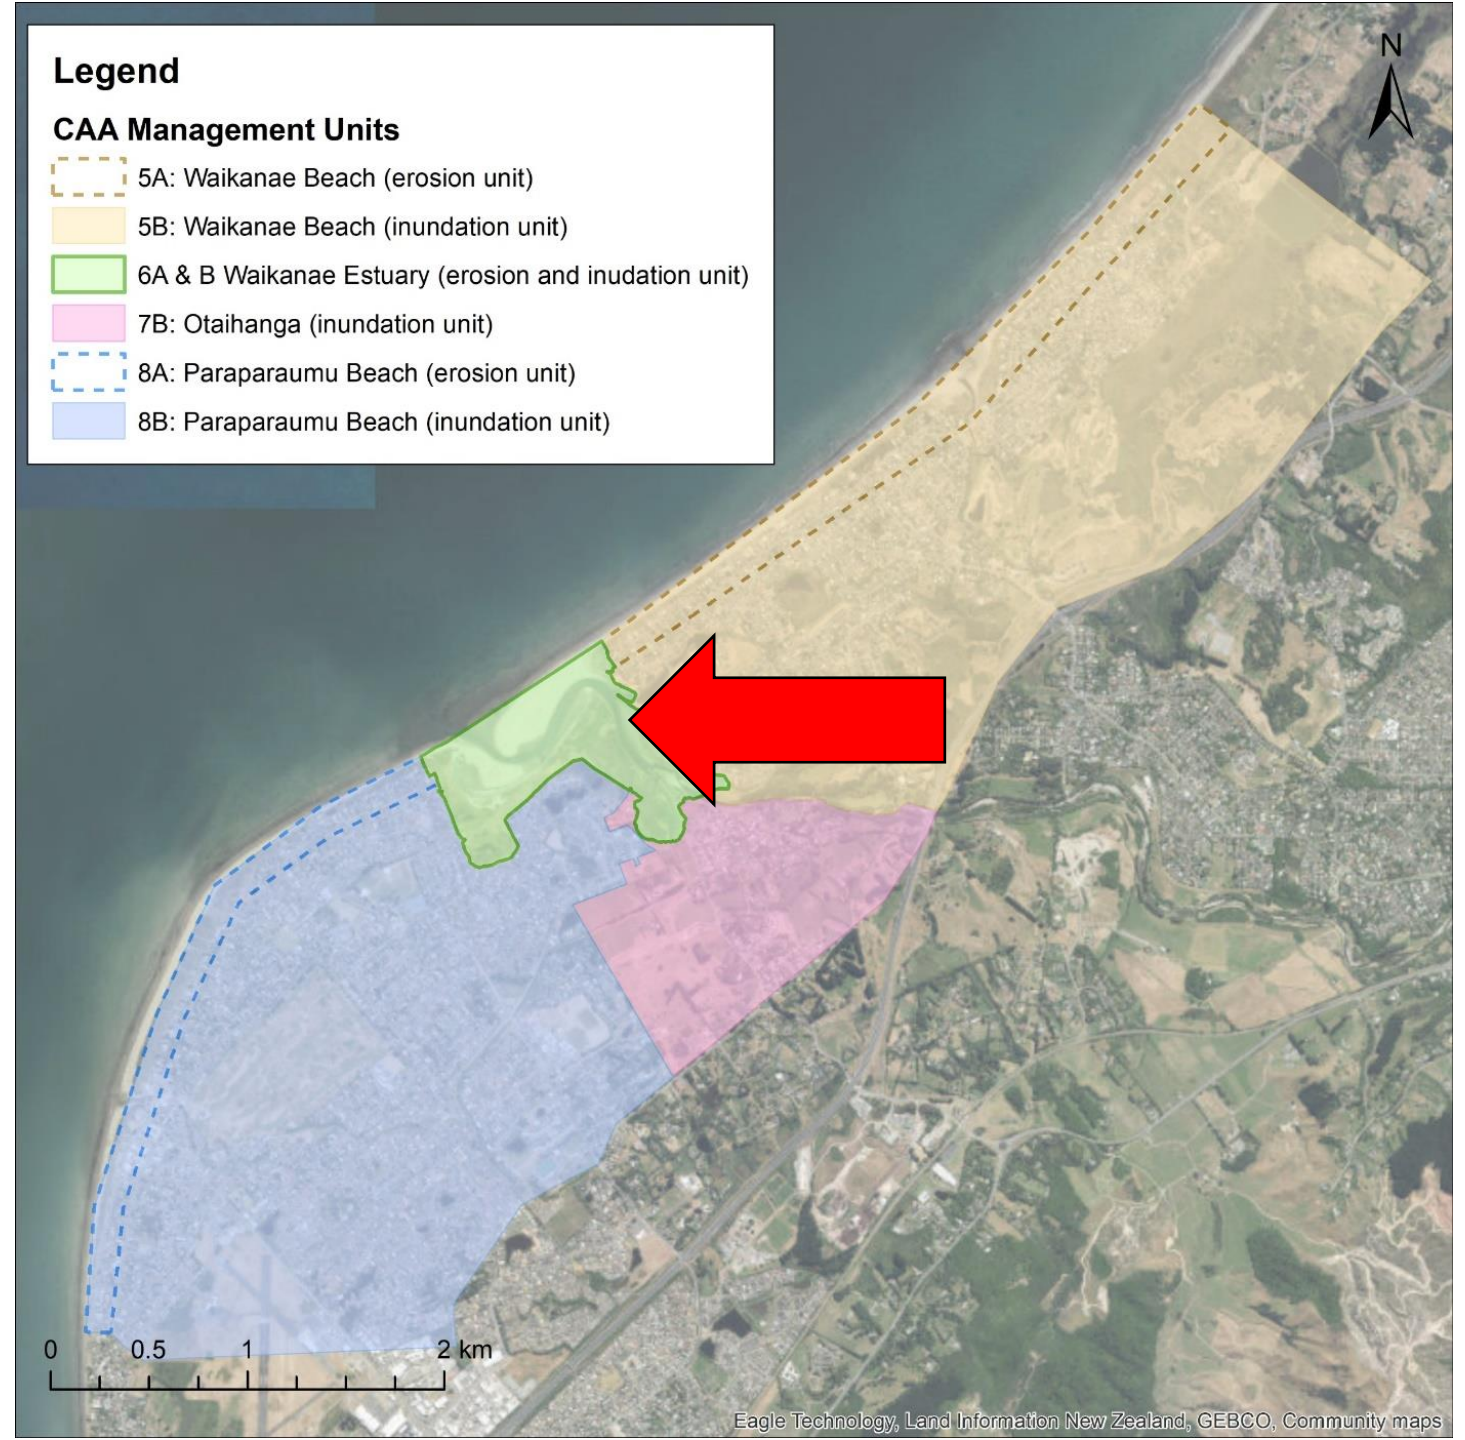 Legend
CAA Management Units
5A: Waikanae Beach (erosion unit)
5B: Waikanae Beach (inundation unit)
6A & B Waikanae Estuary (erosion and inudation unit)
7B: Otaihanga (inundation unit)
8A: Paraparaumu Beach (erosion unit)
8B: Paraparaumu Beach (inundation unit)
N
0 0.5 1 2 km
Eagle Technology, Land Information New Zealand, GEBCO, Community maps